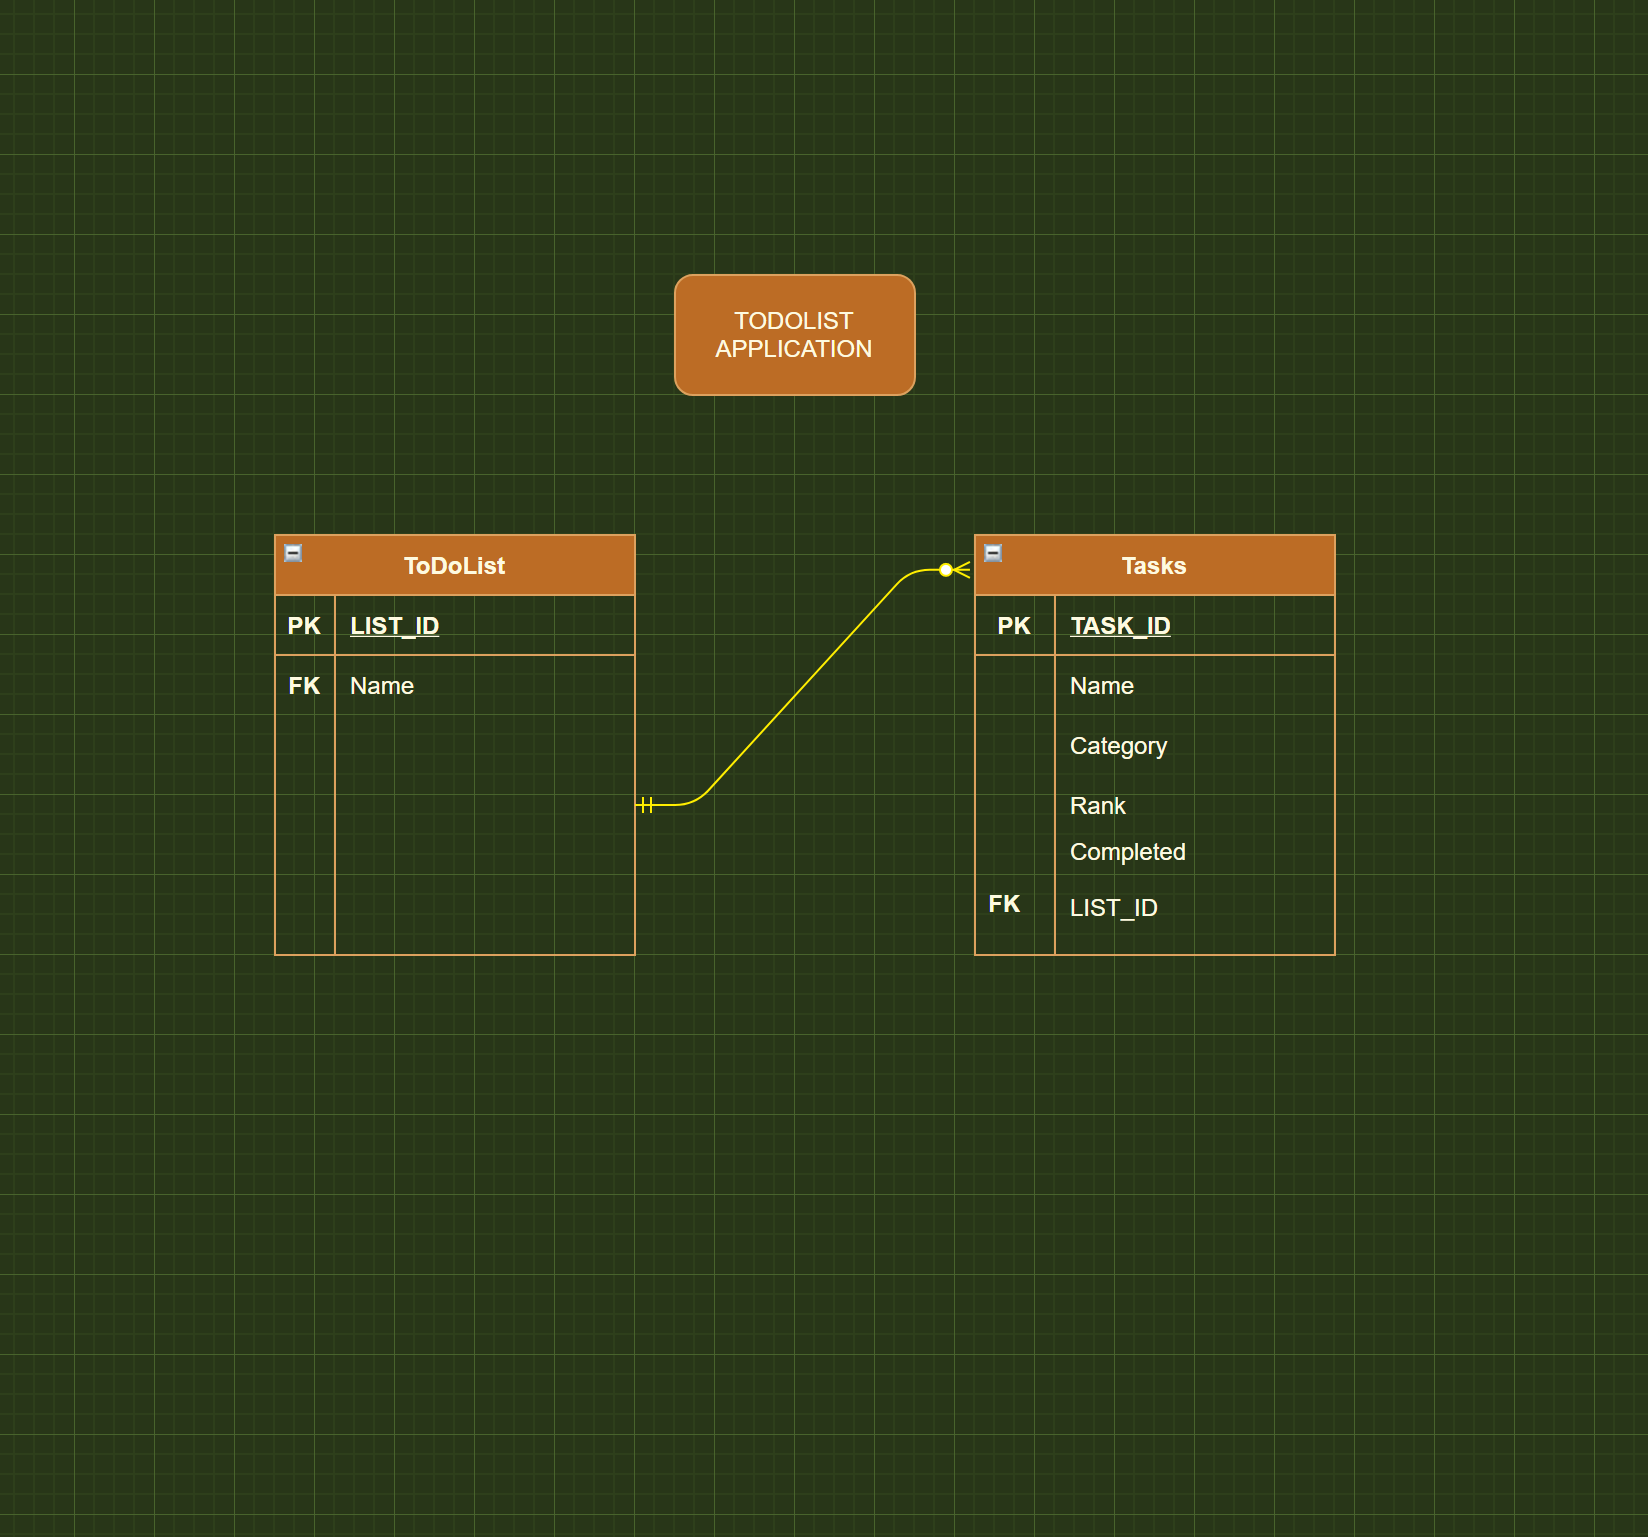 TODOLIST
APPLICATION
ToDoList
PK LIST_ID
FK Name
Tasks
PK TASK_ID
Name
Category
Rank
Completed
FK LIST_ID